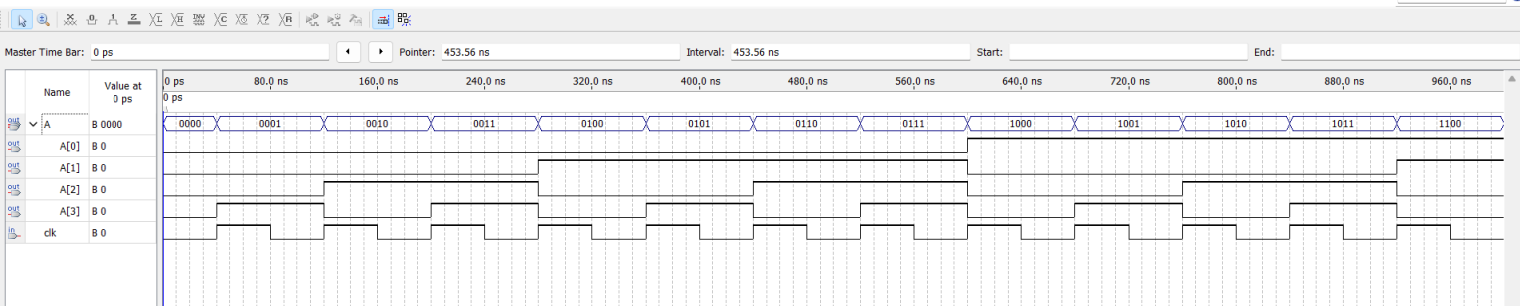 Master Time Bar: 0 ps Pointer: 453.56 ns Interval: 453.56 ns Start: End:
Name Value at 0 ps
0 ps 80.0 ns 160.0 ns 240.0 ns 320.0 ns 400.0 ns 480.0 ns 560.0 ns 640.0 ns 720.0 ns 800.0 ns 880.0 ns 960.0 ns
0 ps
out A B 0000 0000 0001 0010 0011 0100 0101 0110 0111 1000 1001 1010 1011 1100
out A[0] B 0
out A[1] B 0
out A[2] B 0
out A[3] B 0
in clk B 0